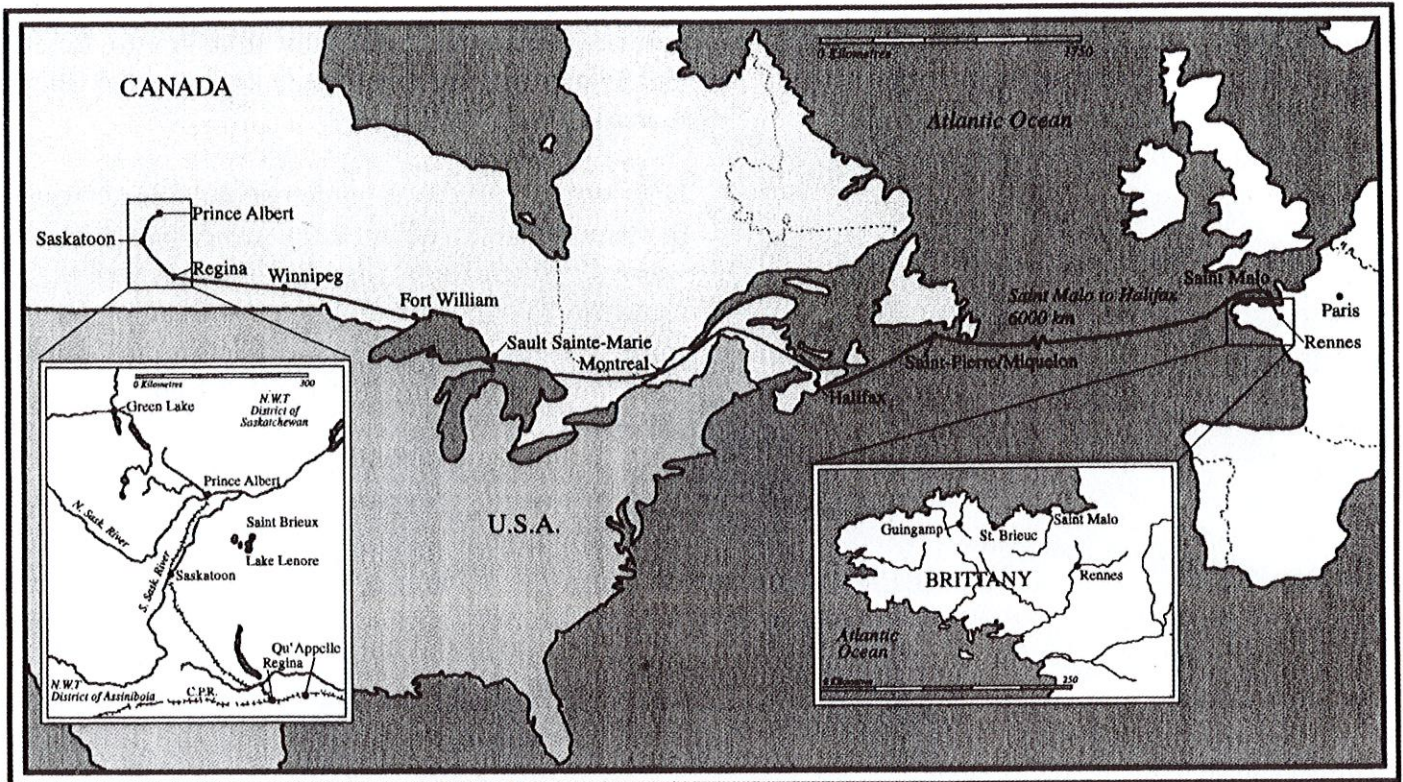 CANADA
0 Kilometres 1750
Atlantic Ocean
Prince Albert
Saskatoon
Regina
Winnipeg
Fort William
Sault Sainte-Marie
Montreal
Halifax
Saint-Pierre/Miquelon
Saint Malo to Halifax
6000 km
Saint Malo
Paris
Rennes
U.S.A.
0 Kilometres 300
Green Lake
N.W.T
District of
Saskatchewan
Prince Albert
N. Sask River
Saint Brieux
Lake Lenore
S. Sask River
Saskatoon
Qu'Appelle
Regina
N.W.T
District of Assiniboia
C.P.R.
Guingamp
St. Brieuc
Saint Malo
BRITTANY
Rennes
Atlantic
Ocean
0 Kilometres 250